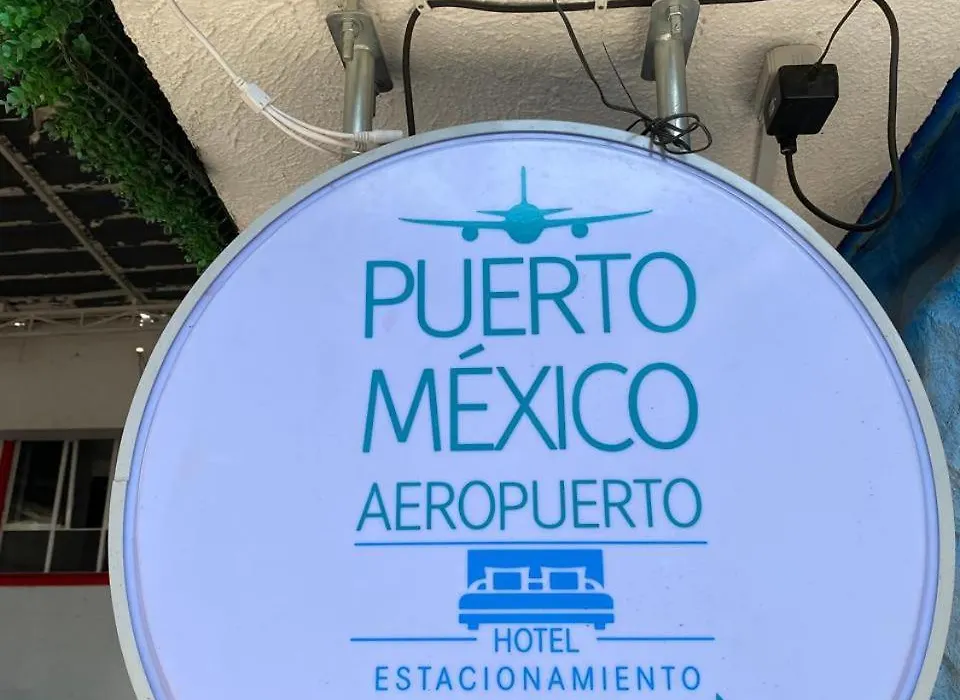 PUERTO
MÉXICO
AEROPUERTO
HOTEL
ESTACIONAMIENTO